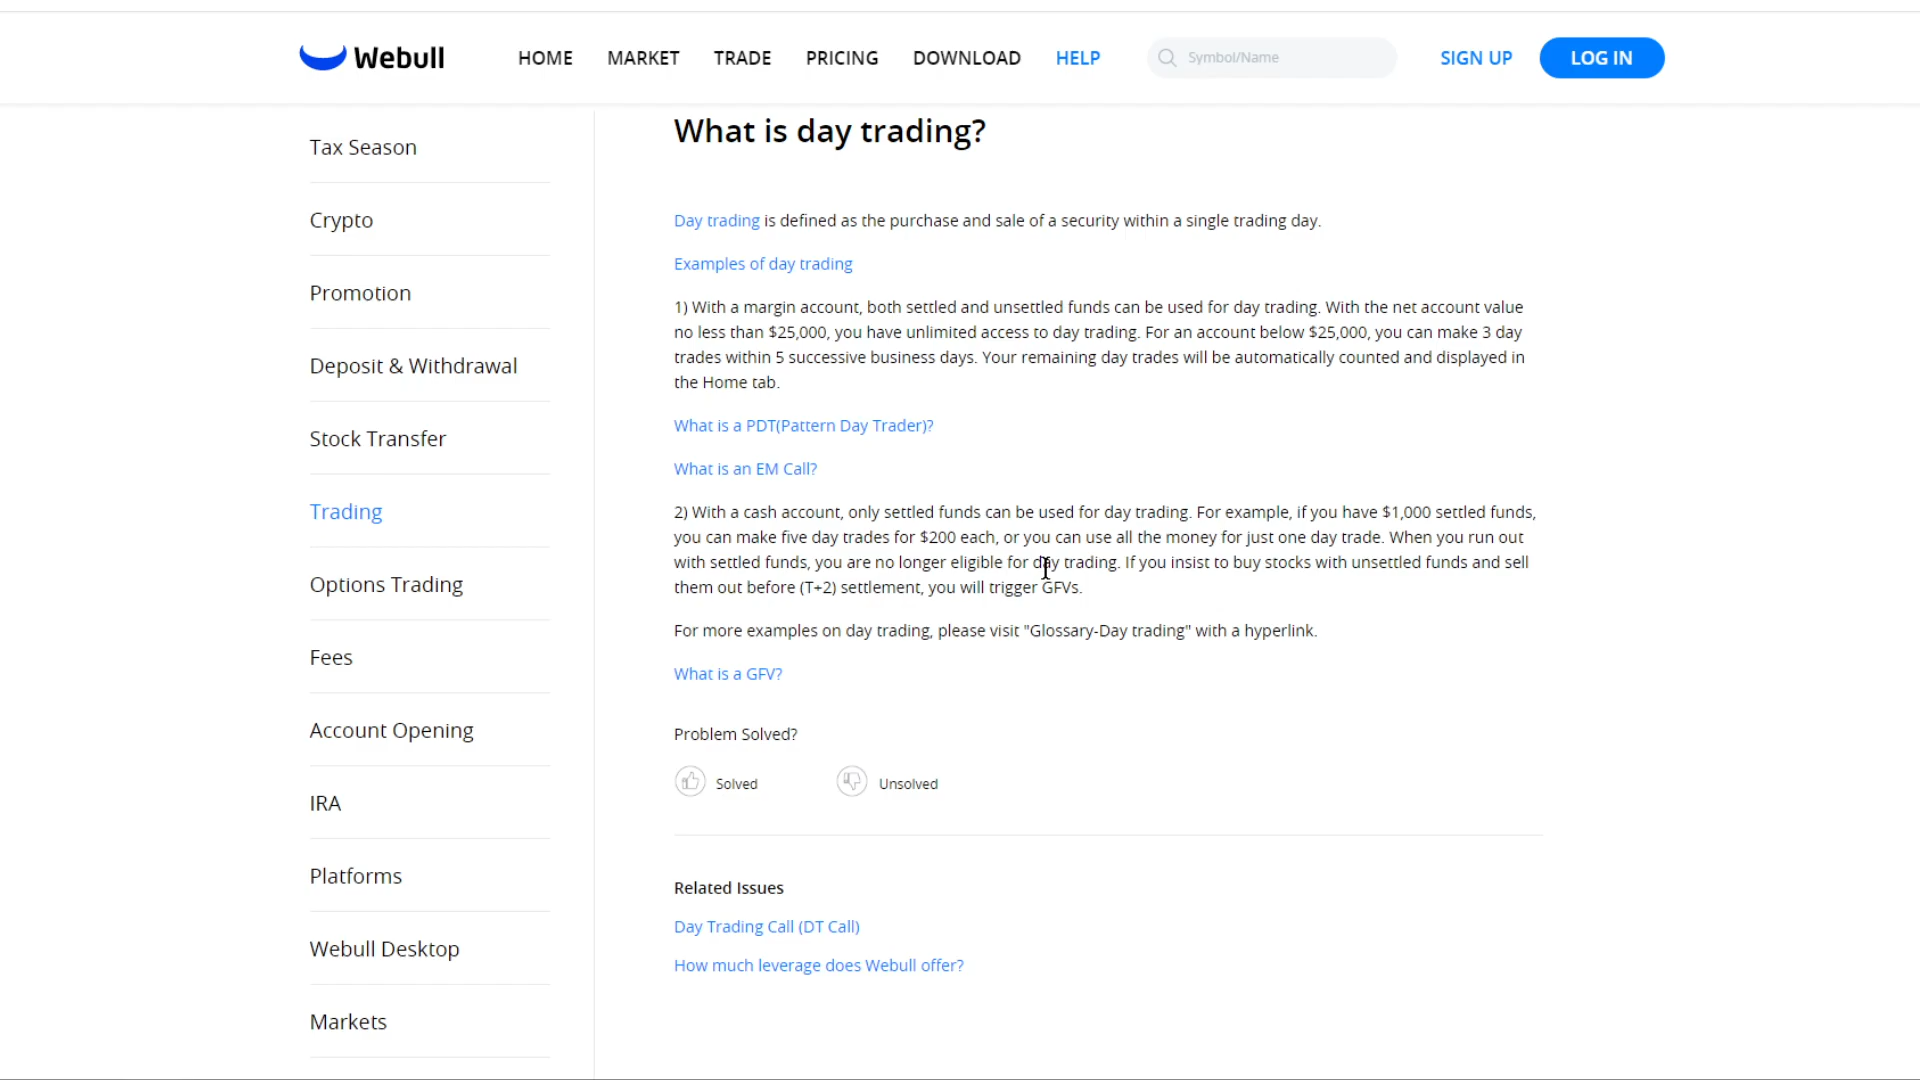 Webull
HOME MARKET TRADE PRICING DOWNLOAD HELP Symbol/Name SIGN UP LOG IN
Tax Season
Crypto
Promotion
Deposit & Withdrawal
Stock Transfer
Trading
Options Trading
Fees
Account Opening
IRA
Platforms
Webull Desktop
Markets
What is day trading?
Day trading is defined as the purchase and sale of a security within a single trading day.
Examples of day trading
1) With a margin account, both settled and unsettled funds can be used for day trading. With the net account value
no less than $25,000, you have unlimited access to day trading. For an account below $25,000, you can make 3 day
trades within 5 successive business days. Your remaining day trades will be automatically counted and displayed in
the Home tab.
What is a PDT(Pattern Day Trader)?
What is an EM Call?
2) With a cash account, only settled funds can be used for day trading. For example, if you have $1,000 settled funds,
you can make five day trades for $200 each, or you can use all the money for just one day trade. When you run out
with settled funds, you are no longer eligible for day trading. If you insist to buy stocks with unsettled funds and sell
them out before (T+2) settlement, you will trigger GFVs.
For more examples on day trading, please visit "Glossary-Day trading" with a hyperlink.
What is a GFV?
Problem Solved?
Solved Unsolved
Related Issues
Day Trading Call (DT Call)
How much leverage does Webull offer?